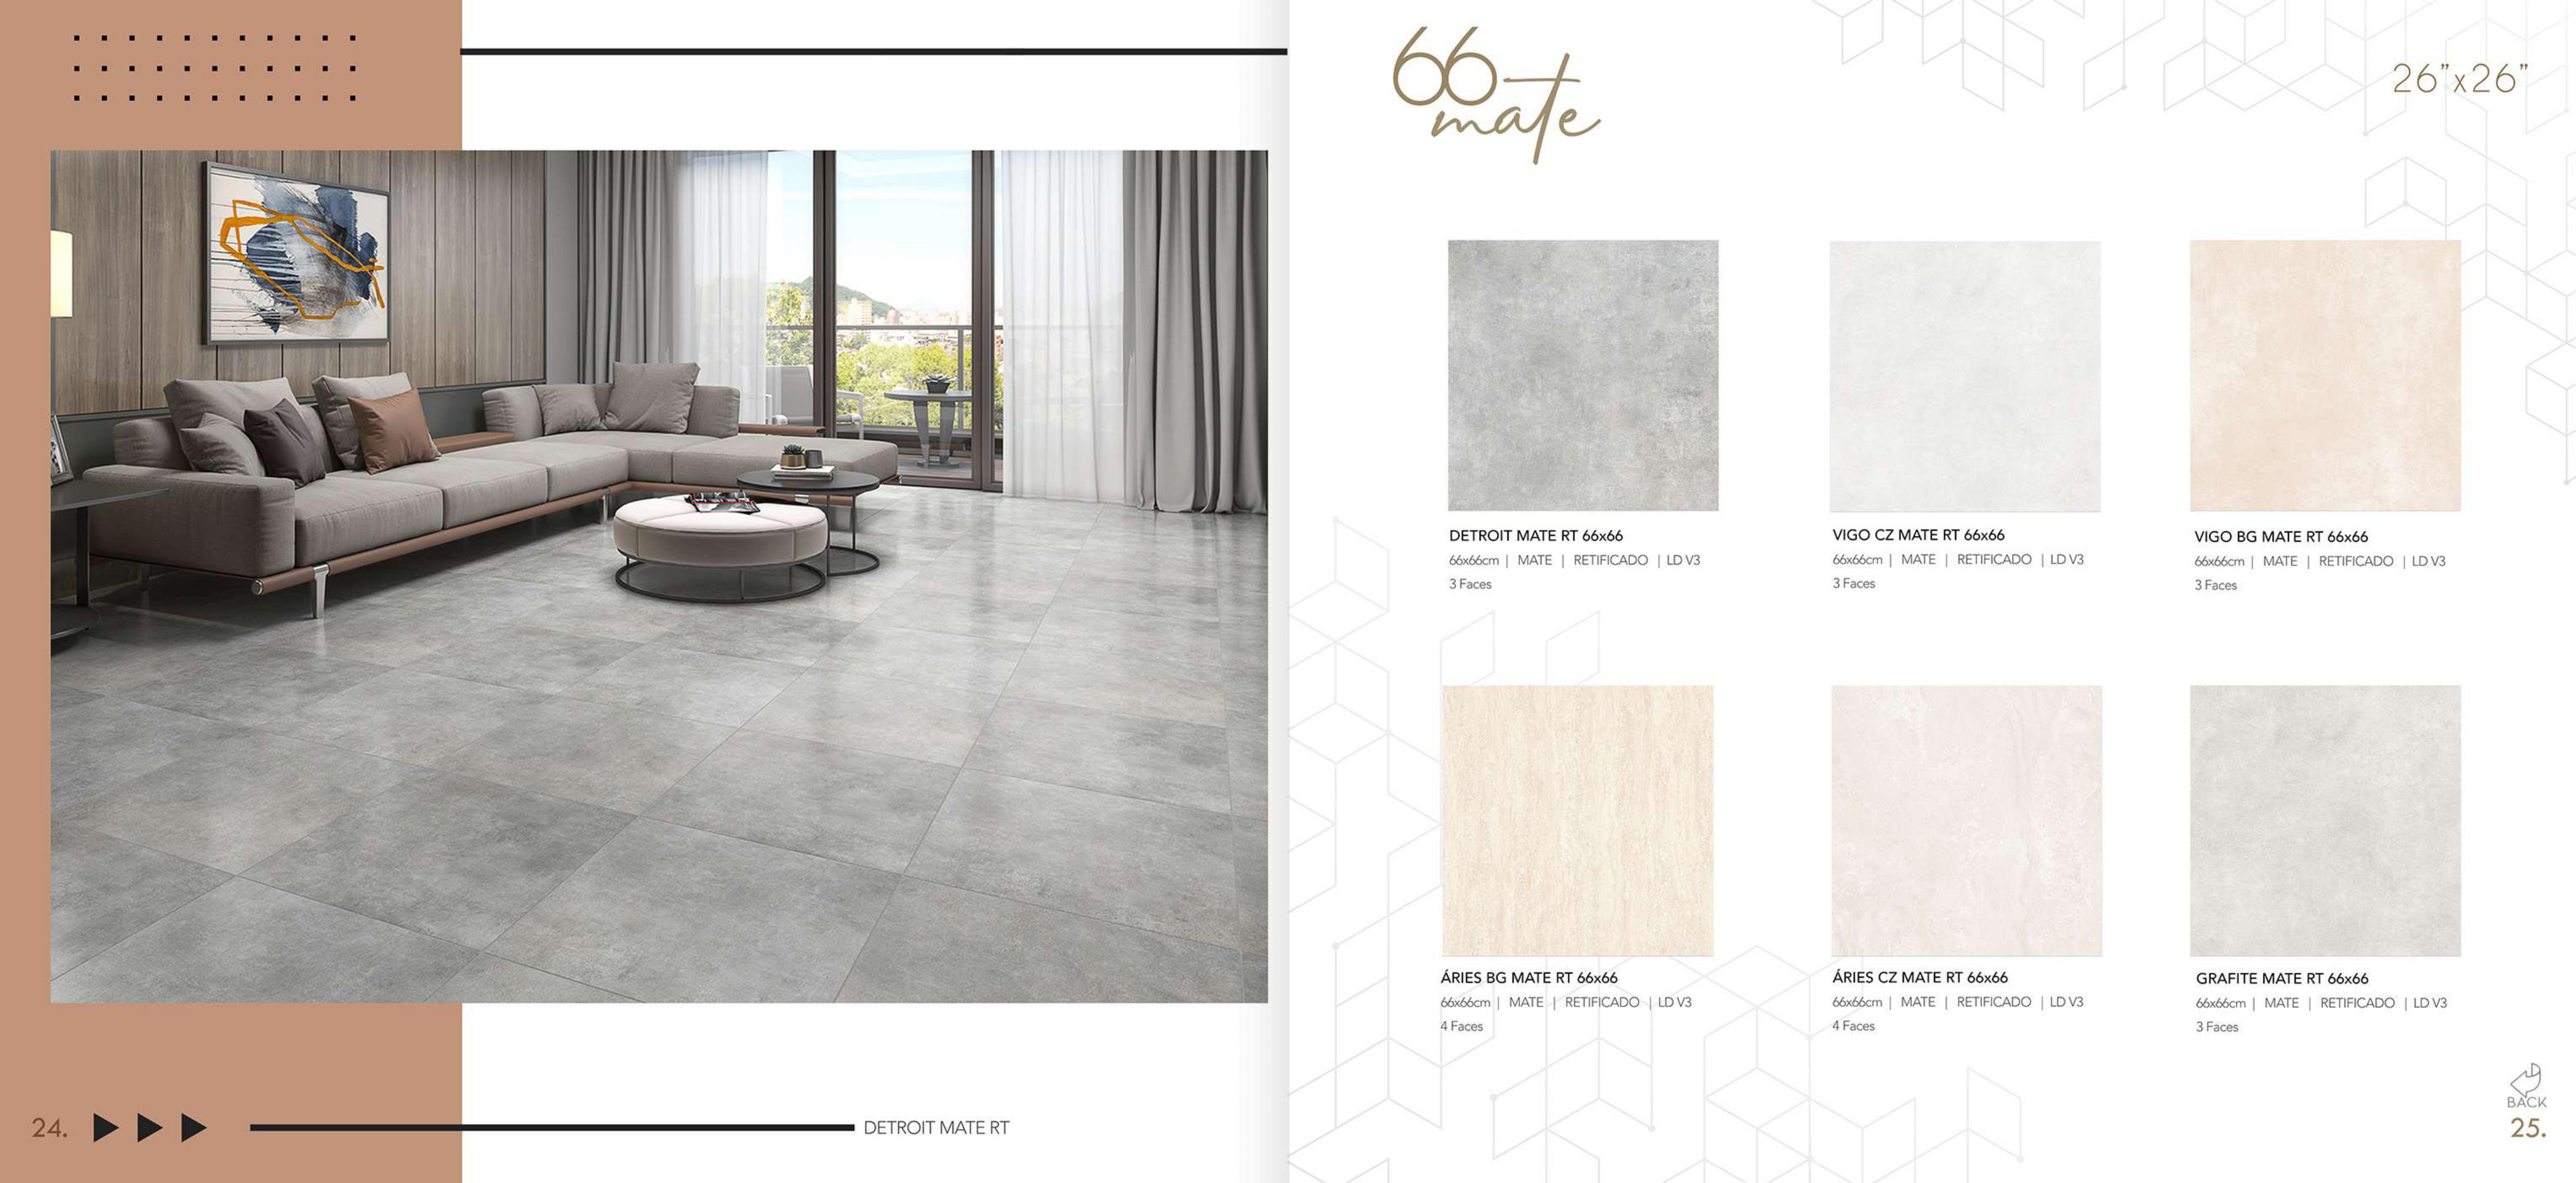 24.
DETROIT MATE RT
66
mate
26”x26”
DETROIT MATE RT 66x66
66x66cm | MATE | RETIFICADO | LD V3
3 Faces
VIGO CZ MATE RT 66x66
66x66cm | MATE | RETIFICADO | LD V3
3 Faces
VIGO BG MATE RT 66x66
66x66cm | MATE | RETIFICADO | LD V3
3 Faces
ÁRIES BG MATE RT 66x66
66x66cm | MATE | RETIFICADO | LD V3
4 Faces
ÁRIES CZ MATE RT 66x66
66x66cm | MATE | RETIFICADO | LD V3
4 Faces
GRAFITE MATE RT 66x66
66x66cm | MATE | RETIFICADO | LD V3
3 Faces
BACK
25.